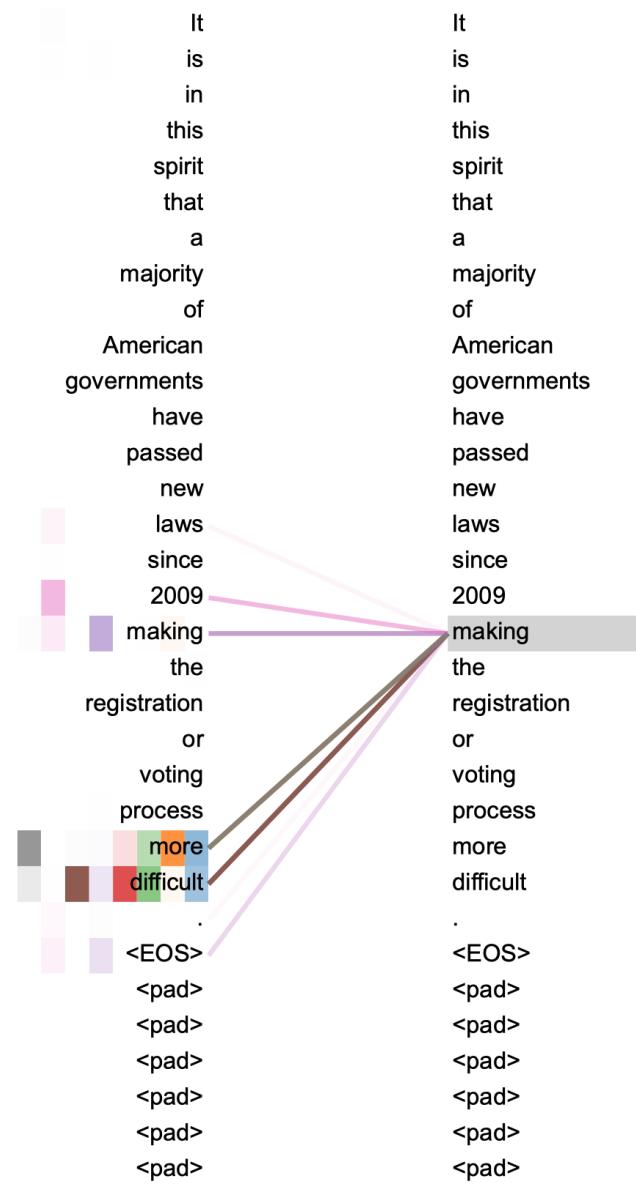 It It
is is
in in
this this
spirit spirit
that that
a a
majority majority
of of
American American
governments governments
have have
passed passed
new new
laws laws
since since
2009 2009
making making
the the
registration registration
or or
voting voting
process process
more more
difficult difficult
. .
<EOS> <EOS>
<pad> <pad>
<pad> <pad>
<pad> <pad>
<pad> <pad>
<pad> <pad>
<pad> <pad>